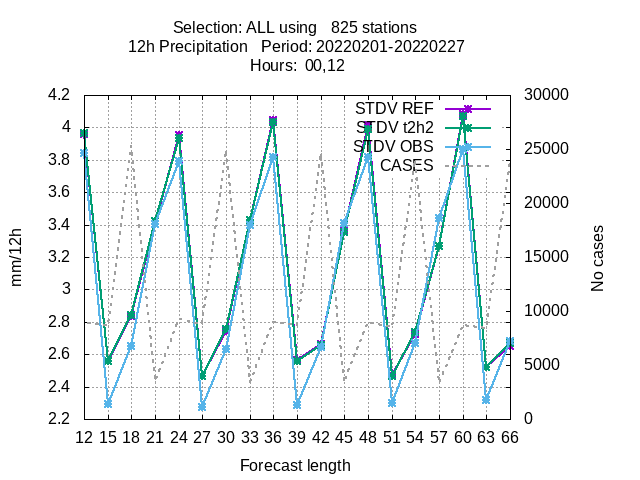 Selection: ALL using   825 stations
12h Precipitation   Period: 20220201-20220227
Hours:  00,12
4.2
4
3.8
3.6
3.4
3.2
3
2.8
2.6
2.4
2.2
30000
25000
20000
15000
10000
5000
0
STDV REF
STDV t2h2
STDV OBS
CASES
mm/12h
No cases
12 15 18 21 24 27 30 33 36 39 42 45 48 51 54 57 60 63 66
Forecast length